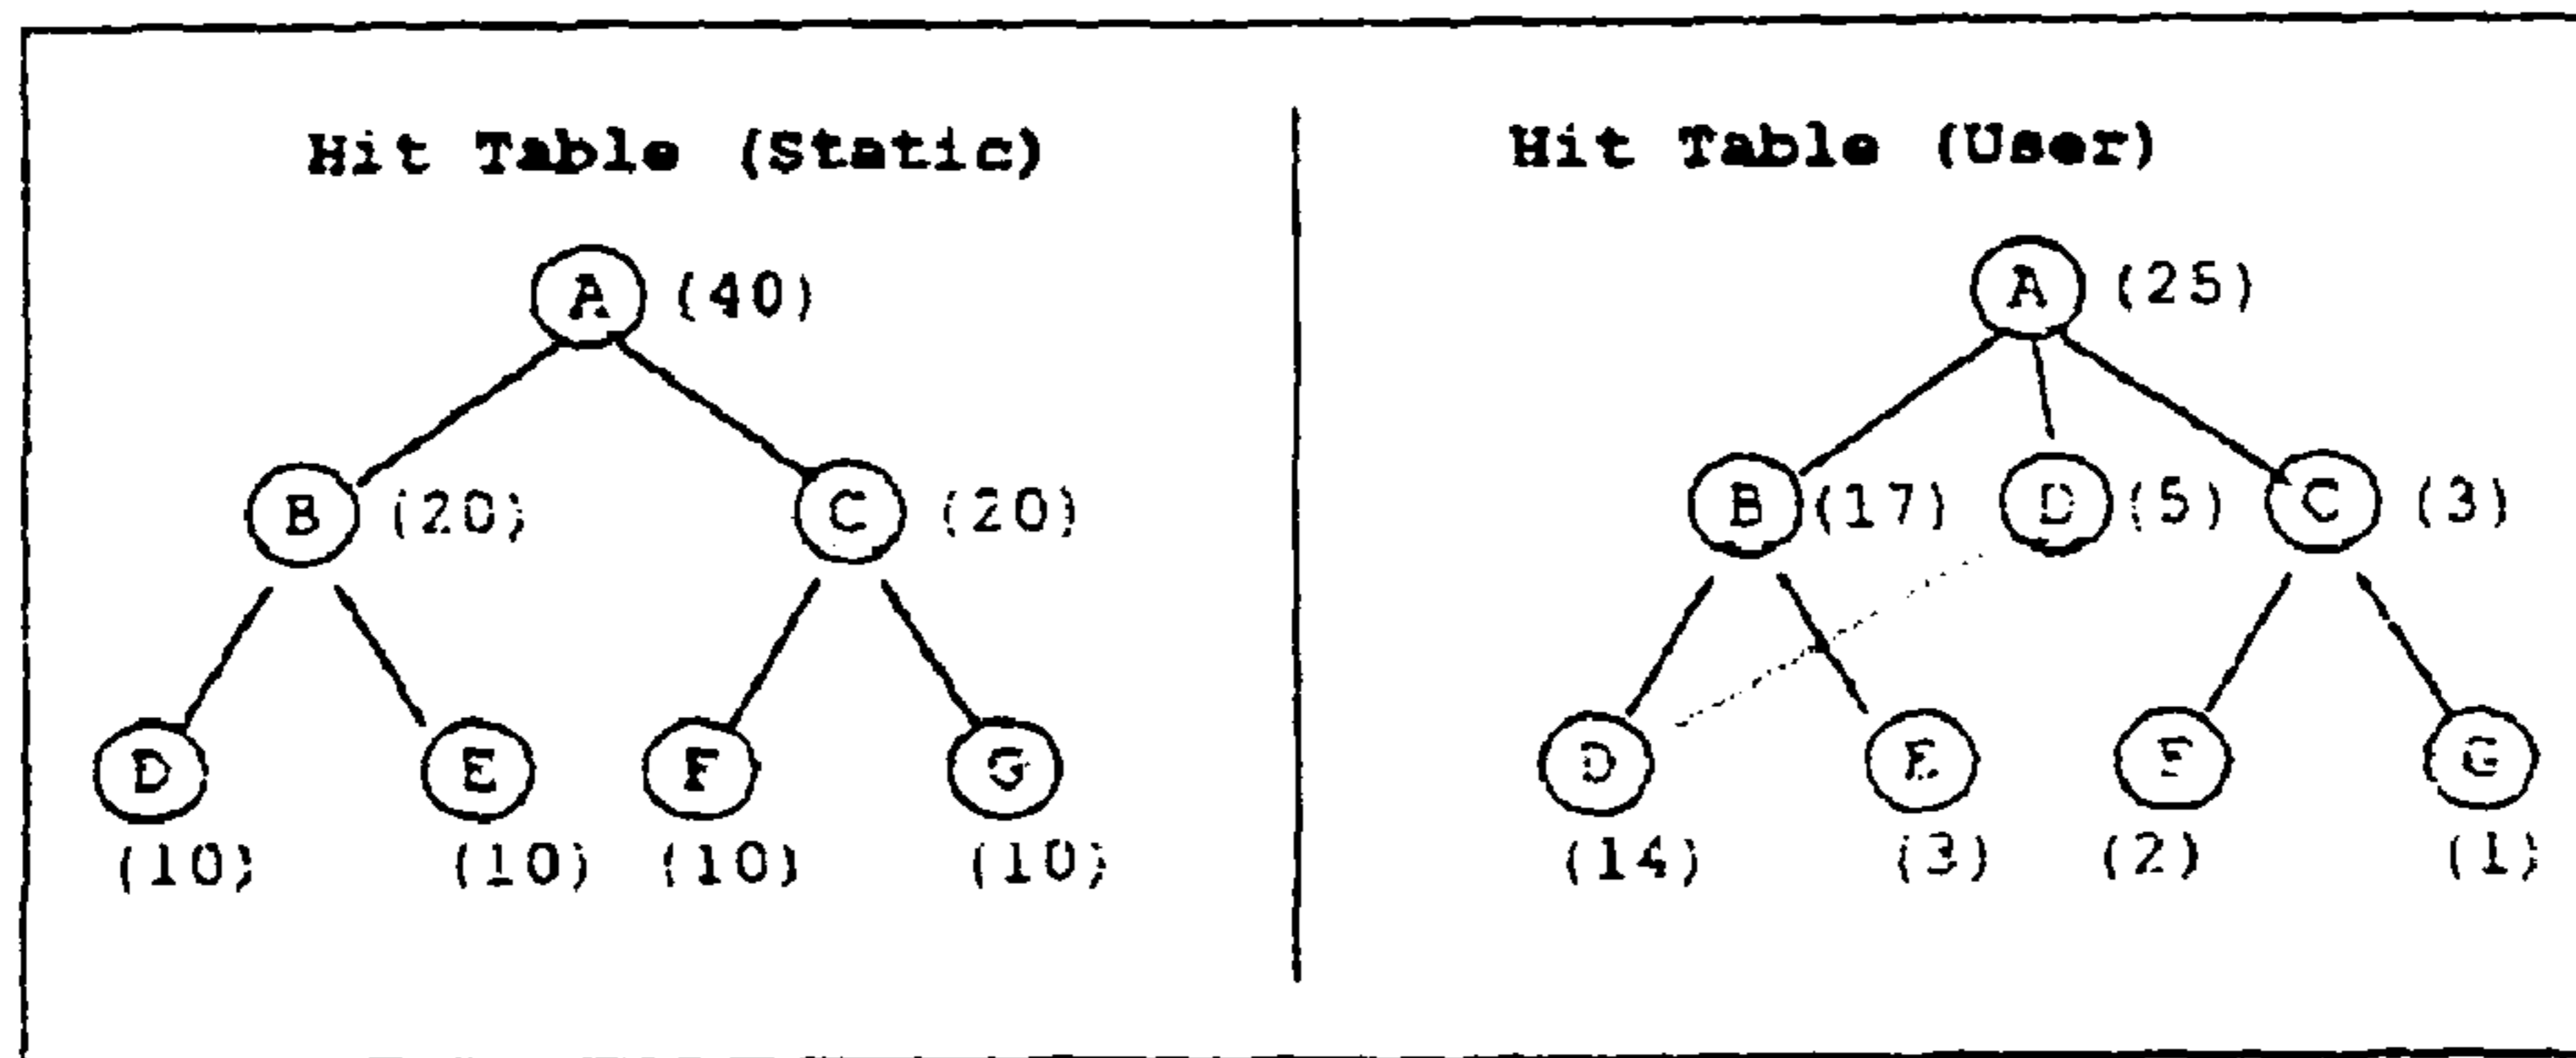 Hit Table (Static)
A (40)
B (20) C (20)
D E F G
(10) (10) (10) (10)
Hit Table (User)
A (25)
B (17) D (5) C (3)
D E F G
(14) (3) (2) (1)